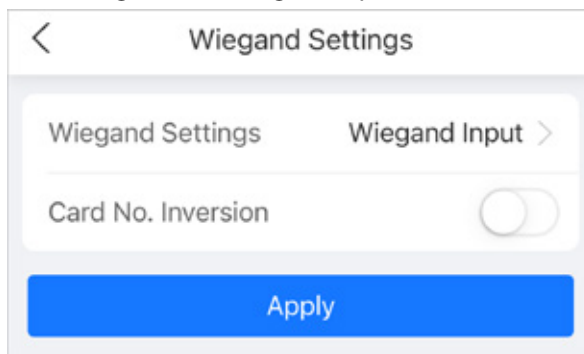 Wiegand Settings
Wiegand Settings Wiegand Input
Card No. Inversion
Apply